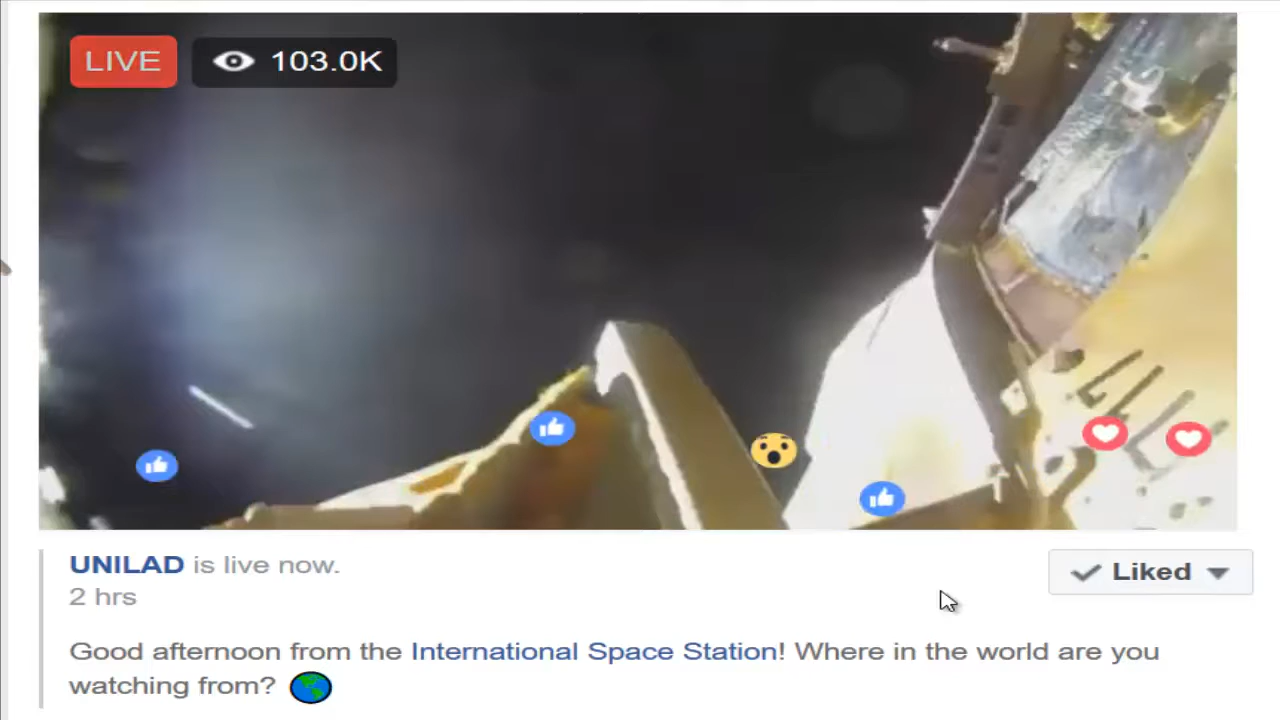 LIVE 103.0K
UNILAD is live now.
Liked
2 hrs
Good afternoon from the International Space Station! Where in the world are you
watching from?